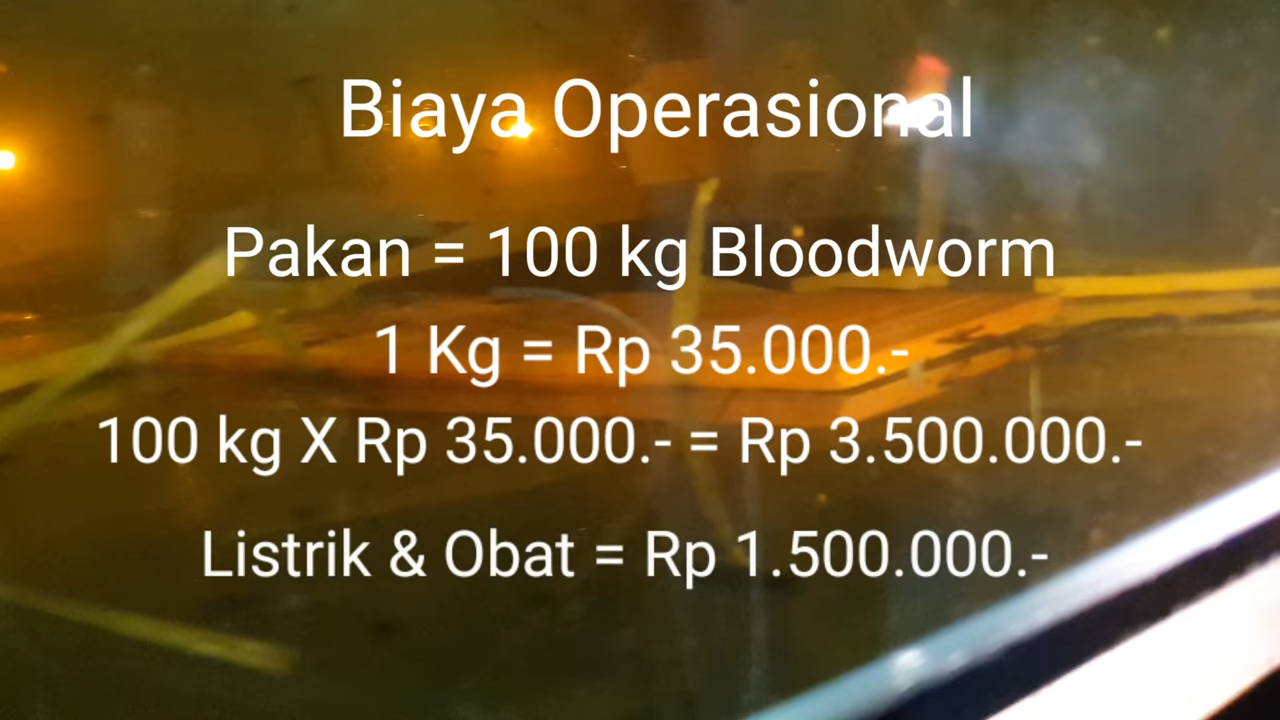 Biaya Operasional
Pakan = 100 kg Bloodworm
1 Kg = Rp 35.000.-
100 kg X Rp 35.000.- = Rp 3.500.000.-
Listrik & Obat = Rp 1.500.000.-